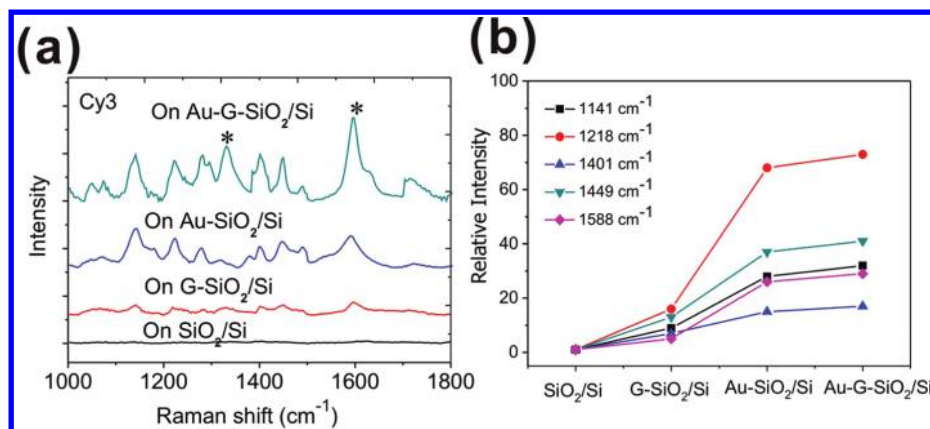 (a)
Cy3
On Au-G-SiO₂/Si
*
*
On Au-SiO₂/Si
On G-SiO₂/Si
On SiO₂/Si
Intensity
1000 1200 1400 1600 1800
Raman shift (cm⁻¹)
(b)
100
80
60
40
20
0
1141 cm⁻¹
1218 cm⁻¹
1401 cm⁻¹
1449 cm⁻¹
1588 cm⁻¹
Relative Intensity
SiO₂/Si G-SiO₂/Si Au-SiO₂/Si Au-G-SiO₂/Si